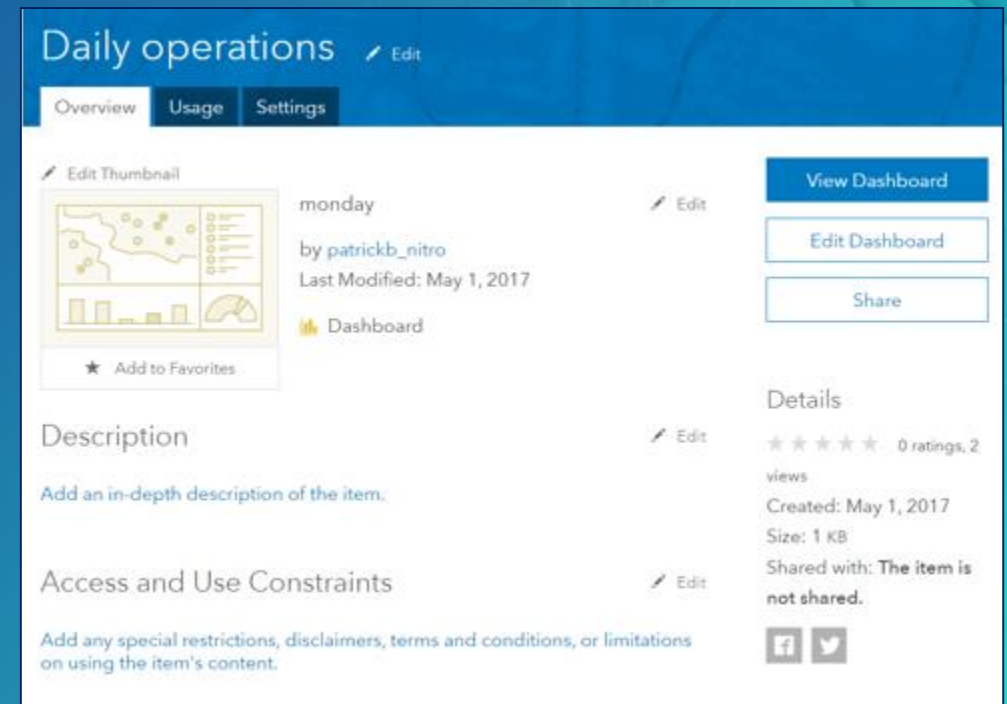 Daily operations Edit
Overview Usage Settings
Edit Thumbnail
monday Edit
by patrickb_nitro
Last Modified: May 1, 2017
Dashboard
Add to Favorites
Description Edit
Add an in-depth description of the item.
Access and Use Constraints Edit
Add any special restrictions, disclaimers, terms and conditions, or limitations
on using the item's content.
View Dashboard
Edit Dashboard
Share
Details
0 ratings, 2
views
Created: May 1, 2017
Size: 1 KB
Shared with: The item is
not shared.